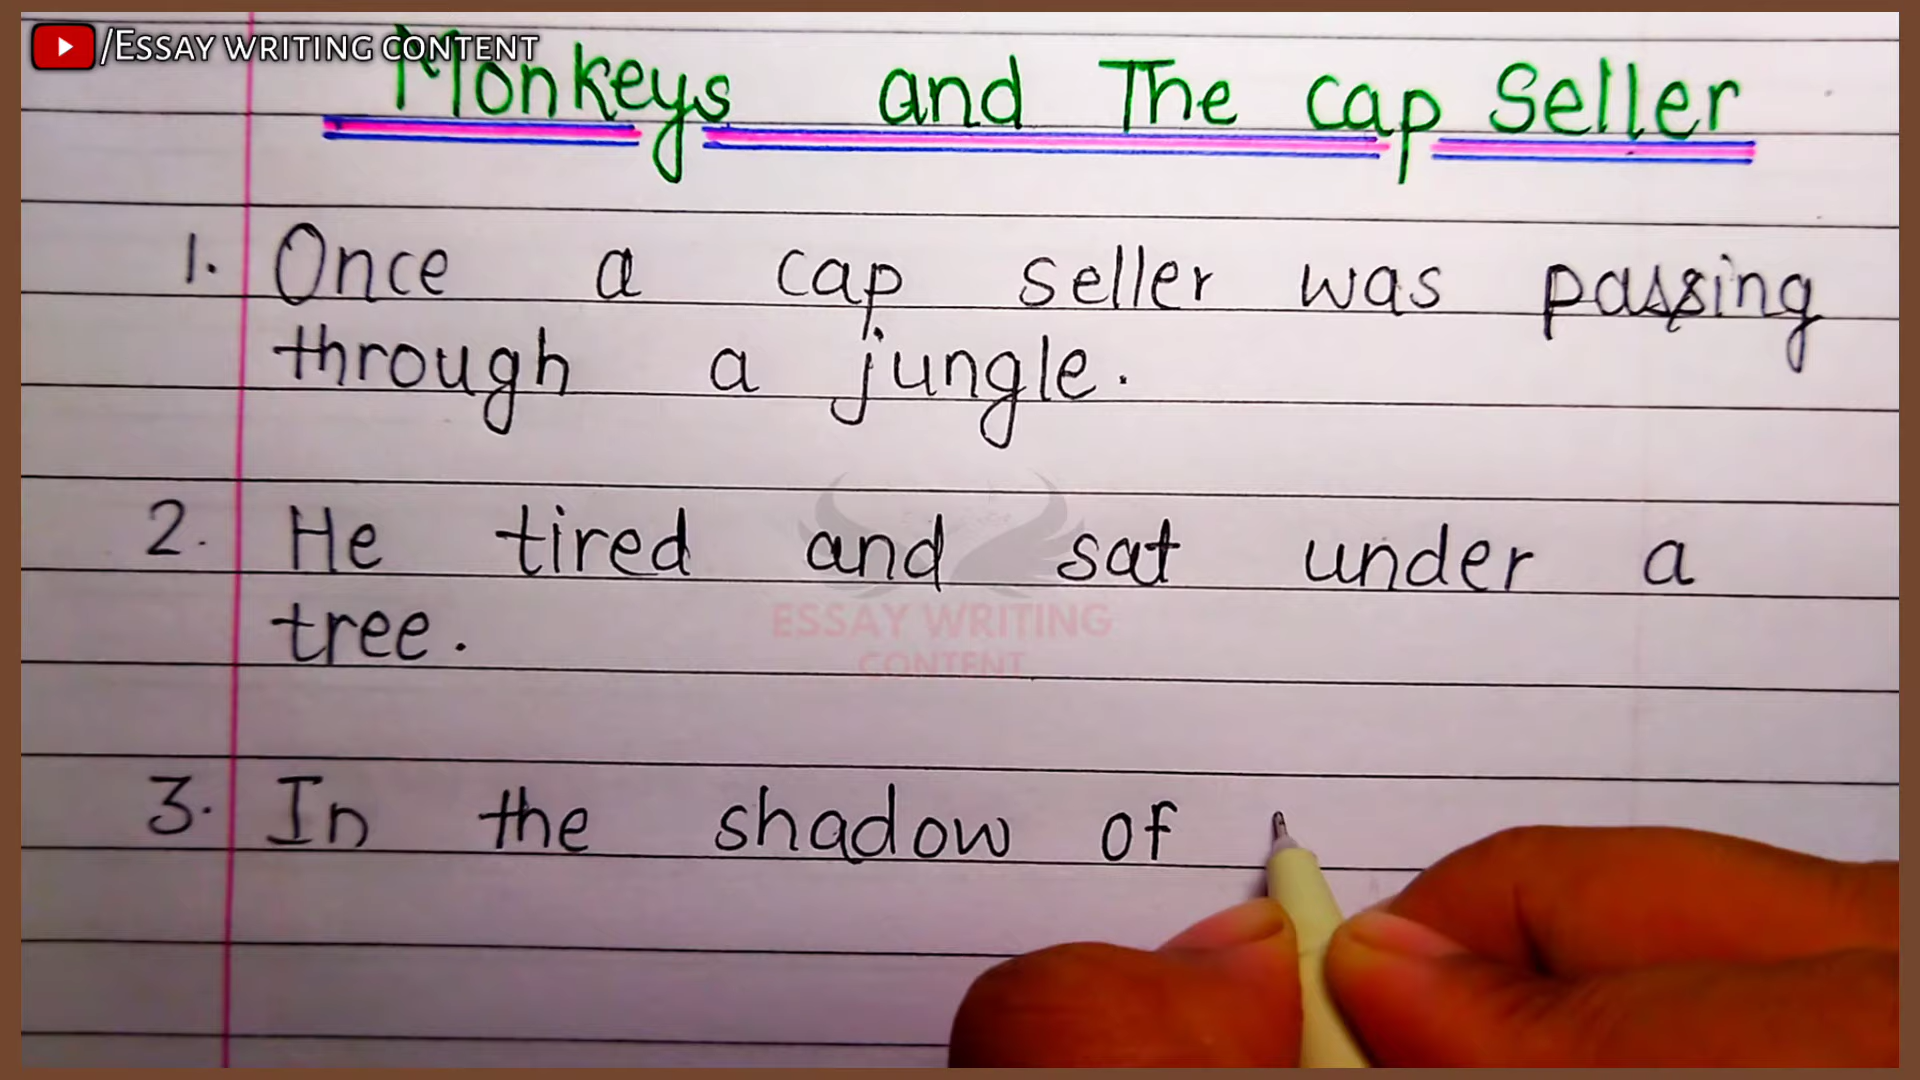 /ESSAY WRITING CONTENT
Monkeys and The cap Seller
1. Once a cap seller was passing
through a jungle.
2. He tired and sat under a
tree.
ESSAY WRITING
CONTENT
3. In the shadow of